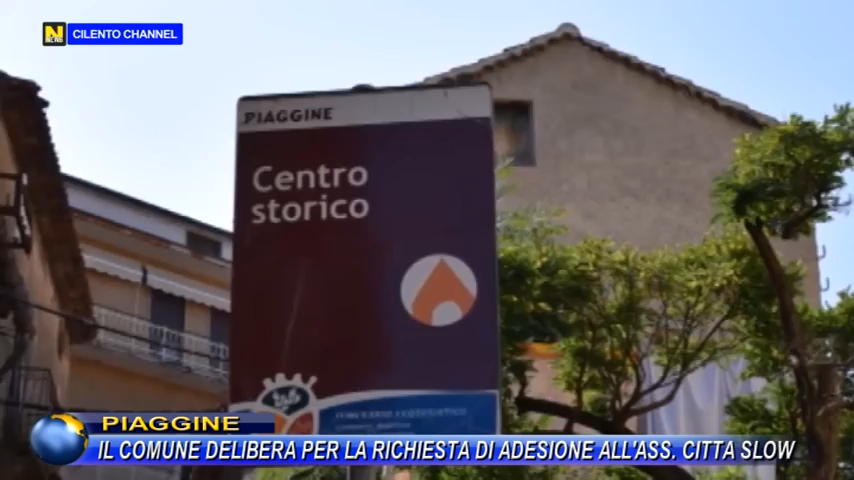 CILENTO CHANNEL
PIAGGINE
Centro
storico
PIAGGINE
IL COMUNE DELIBERA PER LA RICHIESTA DI ADESIONE ALL'ASS. CITTA SLOW